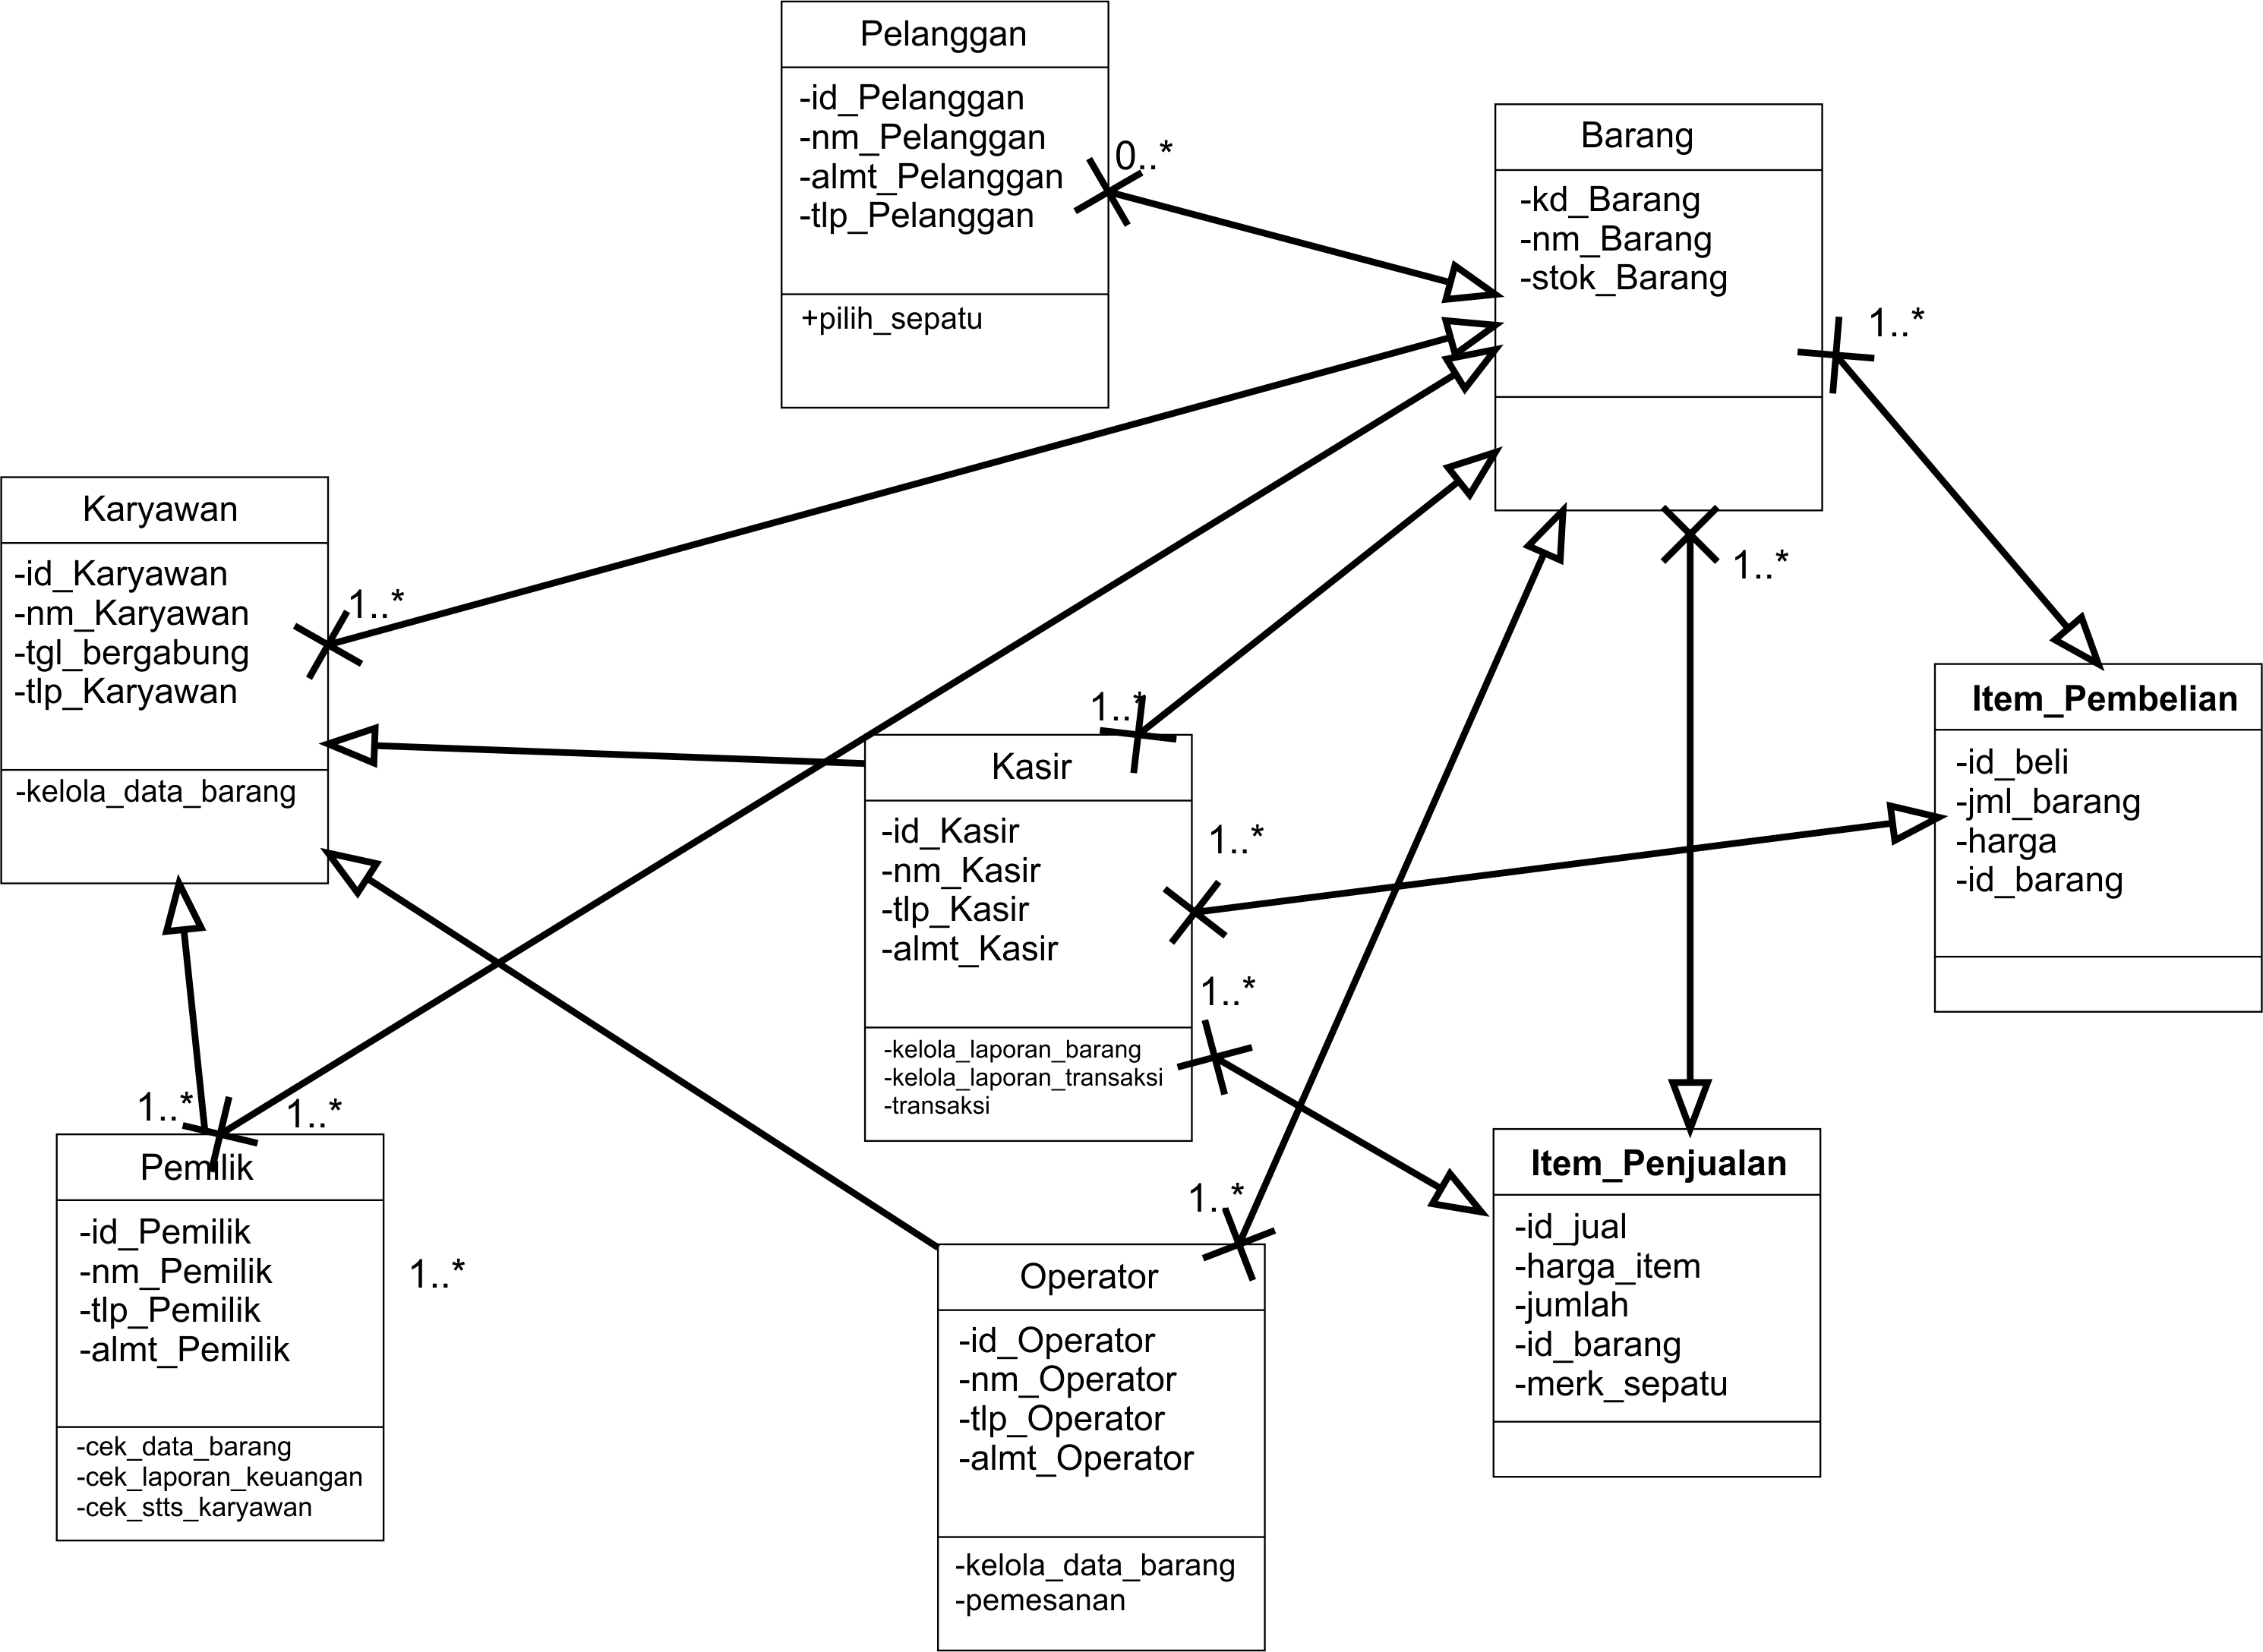 Pelanggan
-id_Pelanggan
-nm_Pelanggan
-almt_Pelanggan
-tlp_Pelanggan
+pilih_sepatu
0..*
Barang
-kd_Barang
-nm_Barang
-stok_Barang
1..*
1..*
Karyawan
-id_Karyawan
-nm_Karyawan
-tgl_bergabung
-tlp_Karyawan
-kelola_data_barang
1..*
1..*
Kasir
-id_Kasir
-nm_Kasir
-tlp_Kasir
-almt_Kasir
-kelola_laporan_barang
-kelola_laporan_transaksi
-transaksi
1..*
1..*
Item_Pembelian
-id_beli
-jml_barang
-harga
-id_barang
1..*
1..*
Pemilik
-id_Pemilik
-nm_Pemilik
-tlp_Pemilik
-almt_Pemilik
-cek_data_barang
-cek_laporan_keuangan
-cek_stts_karyawan
1..*
1..*
Operator
-id_Operator
-nm_Operator
-tlp_Operator
-almt_Operator
-kelola_data_barang
-pemesanan
Item_Penjualan
-id_jual
-harga_item
-jumlah
-id_barang
-merk_sepatu